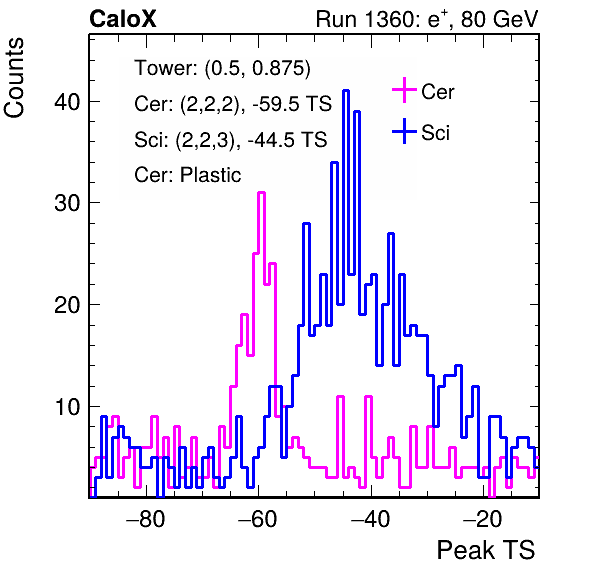 CaloX Run 1360: e⁺, 80 GeV
Counts
Tower: (0.5, 0.875)
Cer: (2,2,2), -59.5 TS
Sci: (2,2,3), -44.5 TS
Cer: Plastic
Cer
Sci
40
30
20
10
−80 −60 −40 −20
Peak TS